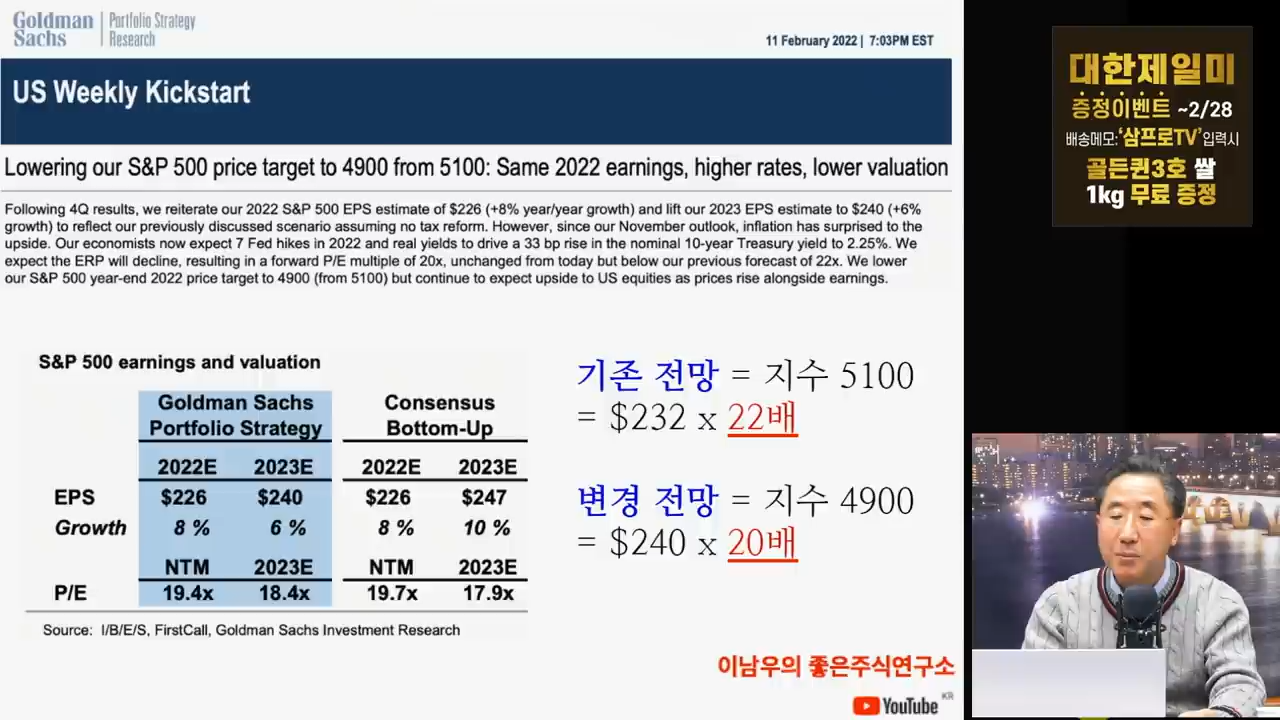 Goldman Sachs
Portfolio Strategy Research
11 February 2022 | 7:03PM EST
US Weekly Kickstart
Lowering our S&P 500 price target to 4900 from 5100: Same 2022 earnings, higher rates, lower valuation
Following 4Q results, we reiterate our 2022 S&P 500 EPS estimate of $226 (+8% year/year growth) and lift our 2023 EPS estimate to $240 (+6%
growth) to reflect our previously discussed scenario assuming no tax reform. However, since our November outlook, inflation has surprised to the
upside. Our economists now expect 7 Fed hikes in 2022 and real yields to drive a 33 bp rise in the nominal 10-year Treasury yield to 2.25%. We
expect the ERP will decline, resulting in a forward P/E multiple of 20x, unchanged from today but below our previous forecast of 22x. We lower
our S&P 500 year-end 2022 price target to 4900 (from 5100) but continue to expect upside to US equities as prices rise alongside earnings.
S&P 500 earnings and valuation
Goldman Sachs Consensus
Portfolio Strategy Bottom-Up
2022E 2023E 2022E 2023E
EPS $226 $240 $226 $247
Growth 8 % 6 % 8 % 10 %
NTM 2023E NTM 2023E
P/E 19.4x 18.4x 19.7x 17.9x
Source: I/B/E/S, FirstCall, Goldman Sachs Investment Research
기존 전망 = 지수 5100
= $232 x 22배
변경 전망 = 지수 4900
= $240 x 20배
이남우의 좋은주식연구소
YouTube KR
대한제일미
증정이벤트 ~2/28
배송메모:'삼프로TV'입력시
골든퀸3호 쌀
1kg 무료 증정